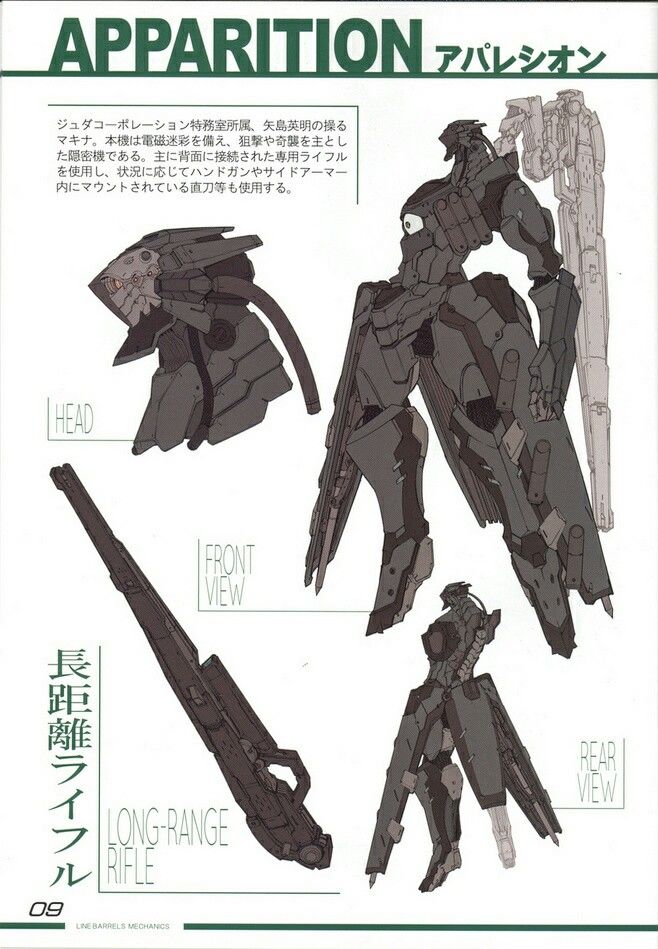 APPARITION アパレシオン
ジュダコーポレーション特務室所属、矢島英明の操る
マキナ。本機は電磁迷彩を備え、狙撃や奇襲を主とし
た隠密機である。主に背面に接続された専用ライフル
を使用し、状況に応じてハンドガンやサイドアーマー
内にマウントされている直刀等も使用する。
HEAD
FRONT
VIEW
長距離ライフル
LONG-RANGE
RIFLE
REAR
VIEW
09
LINEBARRELS MECHANICS